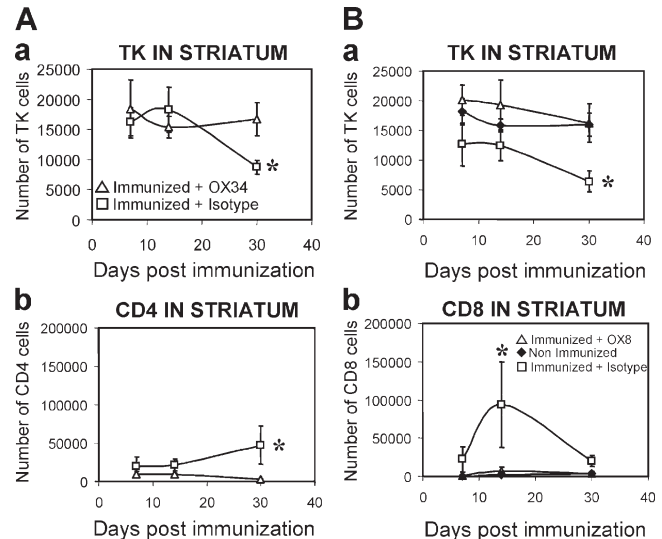 A
a
TK IN STRIATUM
Number of TK cells
25000
20000
15000
10000
5000
0
Immunized + OX34
Immunized + Isotype
*
0 10 20 30 40
Days post immunization
b
CD4 IN STRIATUM
Number of CD4 cells
200000
150000
100000
50000
0
*
0 10 20 30 40
Days post immunization
B
a
TK IN STRIATUM
Number of TK cells
25000
20000
15000
10000
5000
0
*
0 10 20 30 40
Days post immunization
b
CD8 IN STRIATUM
Number of CD8 cells
200000
150000
100000
50000
0
Immunized + OX8
Non Immunized
Immunized + Isotype
*
0 10 20 30 40
Days post immunization